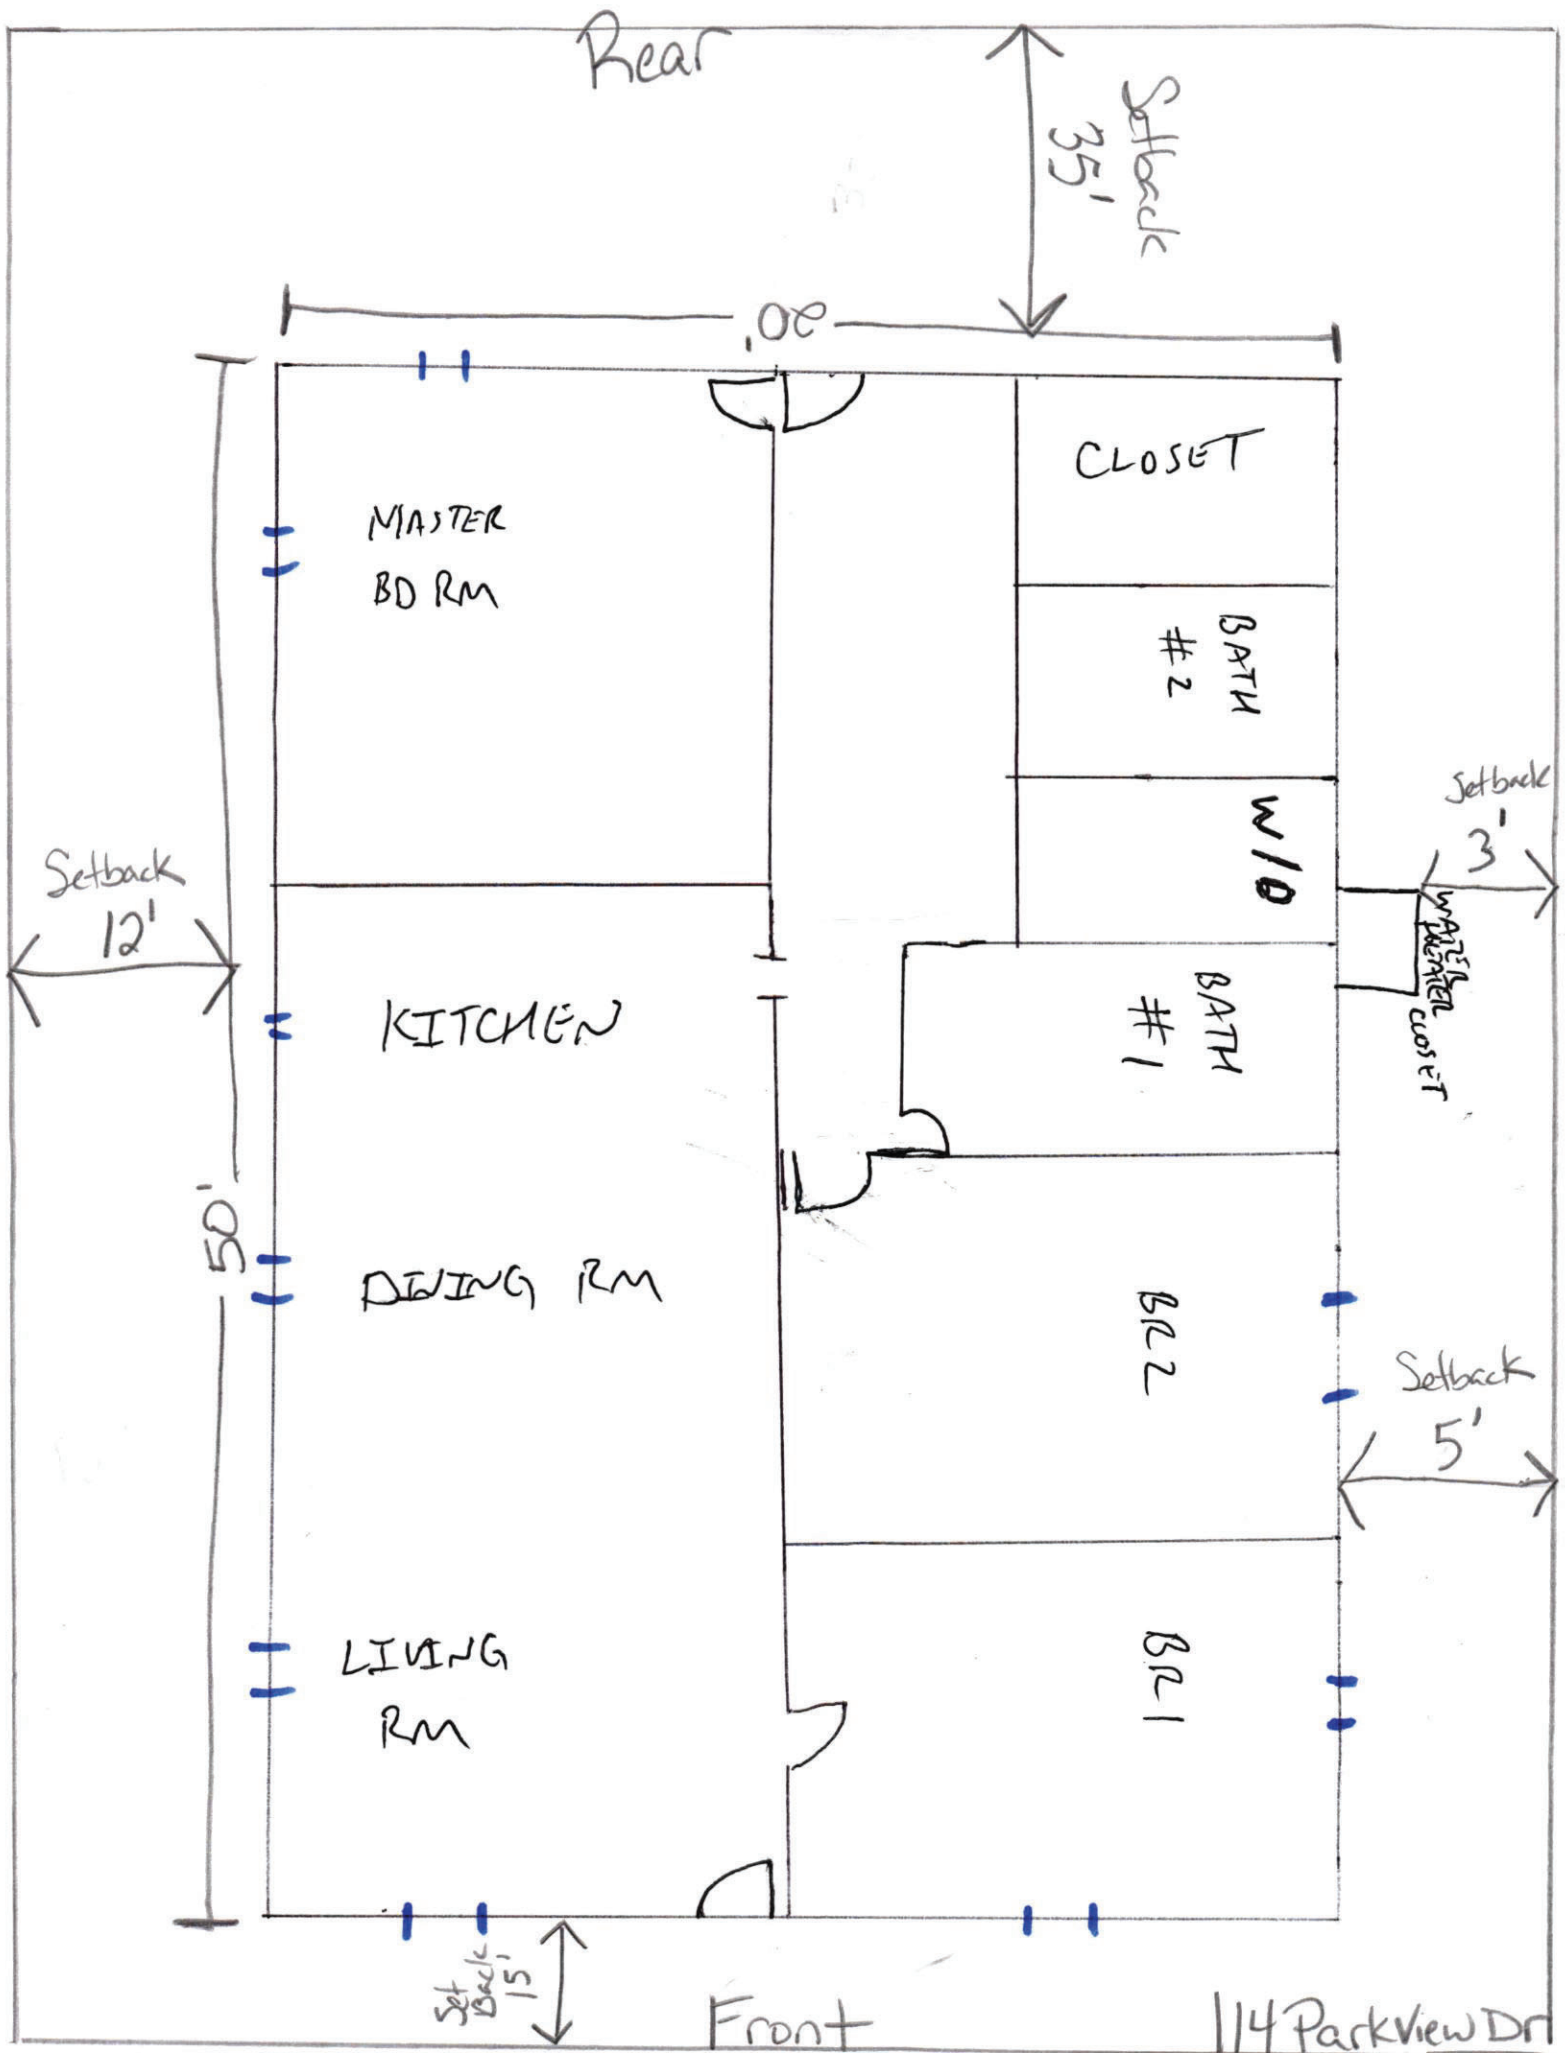 Rear
Setback
35'
20'
CLOSET
MASTER
BD RM
BATH
#2
Setback
3'
W/D
Setback
12'
WATER
HEATER
CLOSET
KITCHEN
BATH
#1
50'
DINING RM
BR2
Setback
5'
LIVING
RM
BR1
Set
Back
15'
Front
114 ParkView Dr